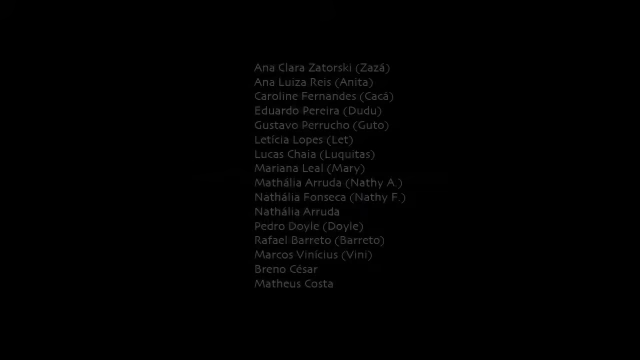 Ana Clara Zatorski (Zazá)
Ana Luiza Reis (Anita)
Caroline Fernandes (Cacá)
Eduardo Pereira (Dudu)
Gustavo Perrucho (Guto)
Letícia Lopes (Let)
Lucas Chaia (Luquitas)
Mariana Leal (Mary)
Mathália Arruda (Nathy A.)
Nathália Fonseca (Nathy F.)
Nathália Arruda
Pedro Doyle (Doyle)
Rafael Barreto (Barreto)
Marcos Vinícius (Vini)
Breno César
Matheus Costa